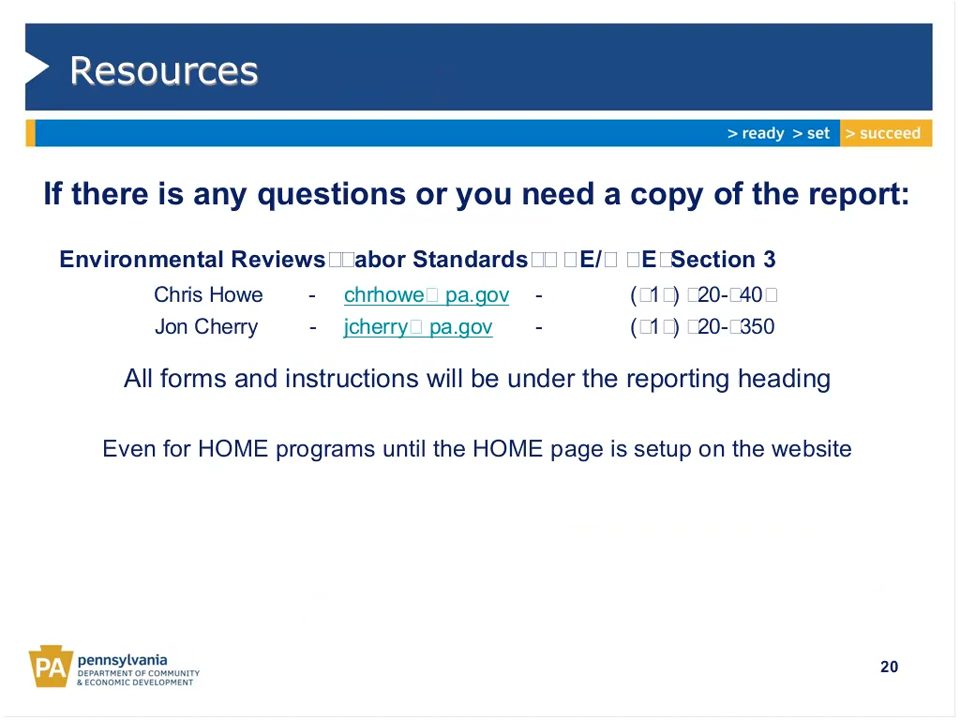 Resources
> ready > set > succeed
If there is any questions or you need a copy of the report:
Environmental Reviews□□abor Standards□□ □E/□ □E□Section 3
Chris Howe - chrhowe□pa.gov - (□1□) □20-□40□
Jon Cherry - jcherry□pa.gov - (□1□) □20-□350
All forms and instructions will be under the reporting heading
Even for HOME programs until the HOME page is setup on the website
PA pennsylvania
DEPARTMENT OF COMMUNITY
& ECONOMIC DEVELOPMENT
20